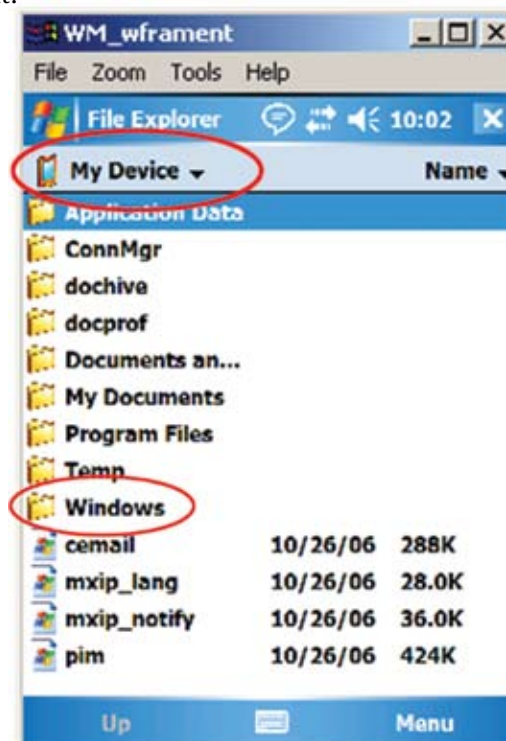 WM_wframent
File Zoom Tools Help
File Explorer 10:02
My Device Name
Application Data
ConnMgr
dochive
docprof
Documents an...
My Documents
Program Files
Temp
Windows
cemail 10/26/06 288K
mxip_lang 10/26/06 28.0K
mxip_notify 10/26/06 36.0K
pim 10/26/06 424K
Up Menu